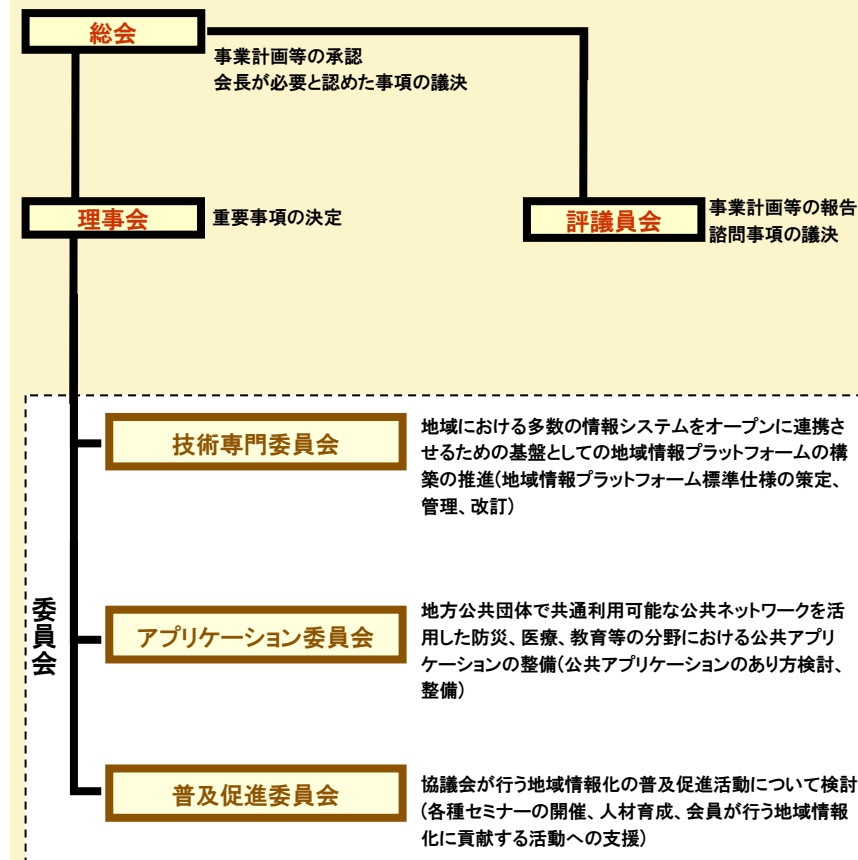 総会
事業計画等の承認
会長が必要と認めた事項の議決
理事会
重要事項の決定
評議員会
事業計画等の報告
諮問事項の議決
委員会
技術専門委員会
地域における多数の情報システムをオープンに連携さ
せるための基盤としての地域情報プラットフォームの構
築の推進(地域情報プラットフォーム標準仕様の策定、
管理、改訂)
アプリケーション委員会
地方公共団体で共通利用可能な公共ネットワークを活
用した防災、医療、教育等の分野における公共アプリ
ケーションの整備(公共アプリケーションのあり方検討、
整備)
普及促進委員会
協議会が行う地域情報化の普及促進活動について検討
(各種セミナーの開催、人材育成、会員が行う地域情報
化に貢献する活動への支援)